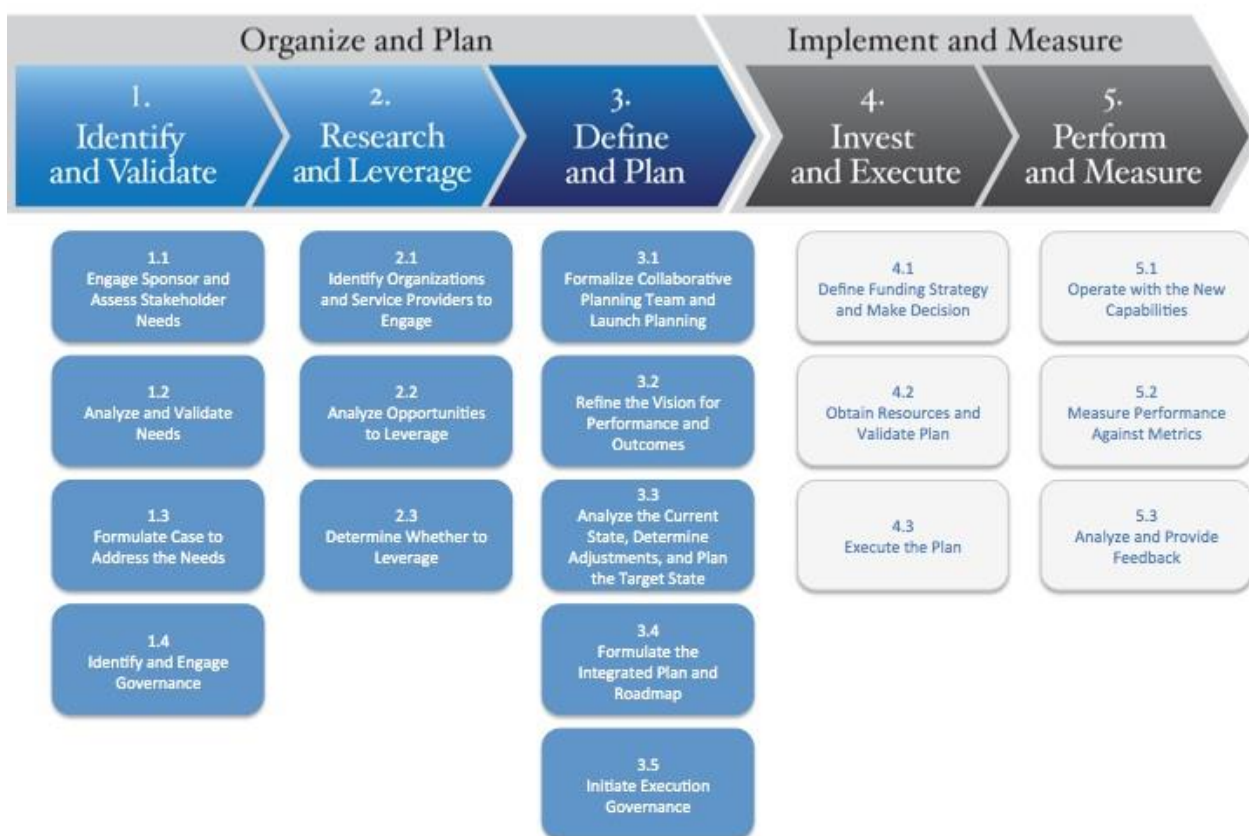 Organize and Plan
Implement and Measure
1.
Identify
and Validate
2.
Research
and Leverage
3.
Define
and Plan
4.
Invest
and Execute
5.
Perform
and Measure
1.1
Engage Sponsor and
Assess Stakeholder
Needs
1.2
Analyze and Validate
Needs
1.3
Formulate Case to
Address the Needs
1.4
Identify and Engage
Governance
2.1
Identify Organizations
and Service Providers to
Engage
2.2
Analyze Opportunities
to Leverage
2.3
Determine Whether to
Leverage
3.1
Formalize Collaborative
Planning Team and
Launch Planning
3.2
Refine the Vision for
Performance and
Outcomes
3.3
Analyze the Current
State, Determine
Adjustments, and Plan
the Target State
3.4
Formulate the
Integrated Plan and
Roadmap
3.5
Initiate Execution
Governance
4.1
Define Funding Strategy
and Make Decision
4.2
Obtain Resources and
Validate Plan
4.3
Execute the Plan
5.1
Operate with the New
Capabilities
5.2
Measure Performance
Against Metrics
5.3
Analyze and Provide
Feedback